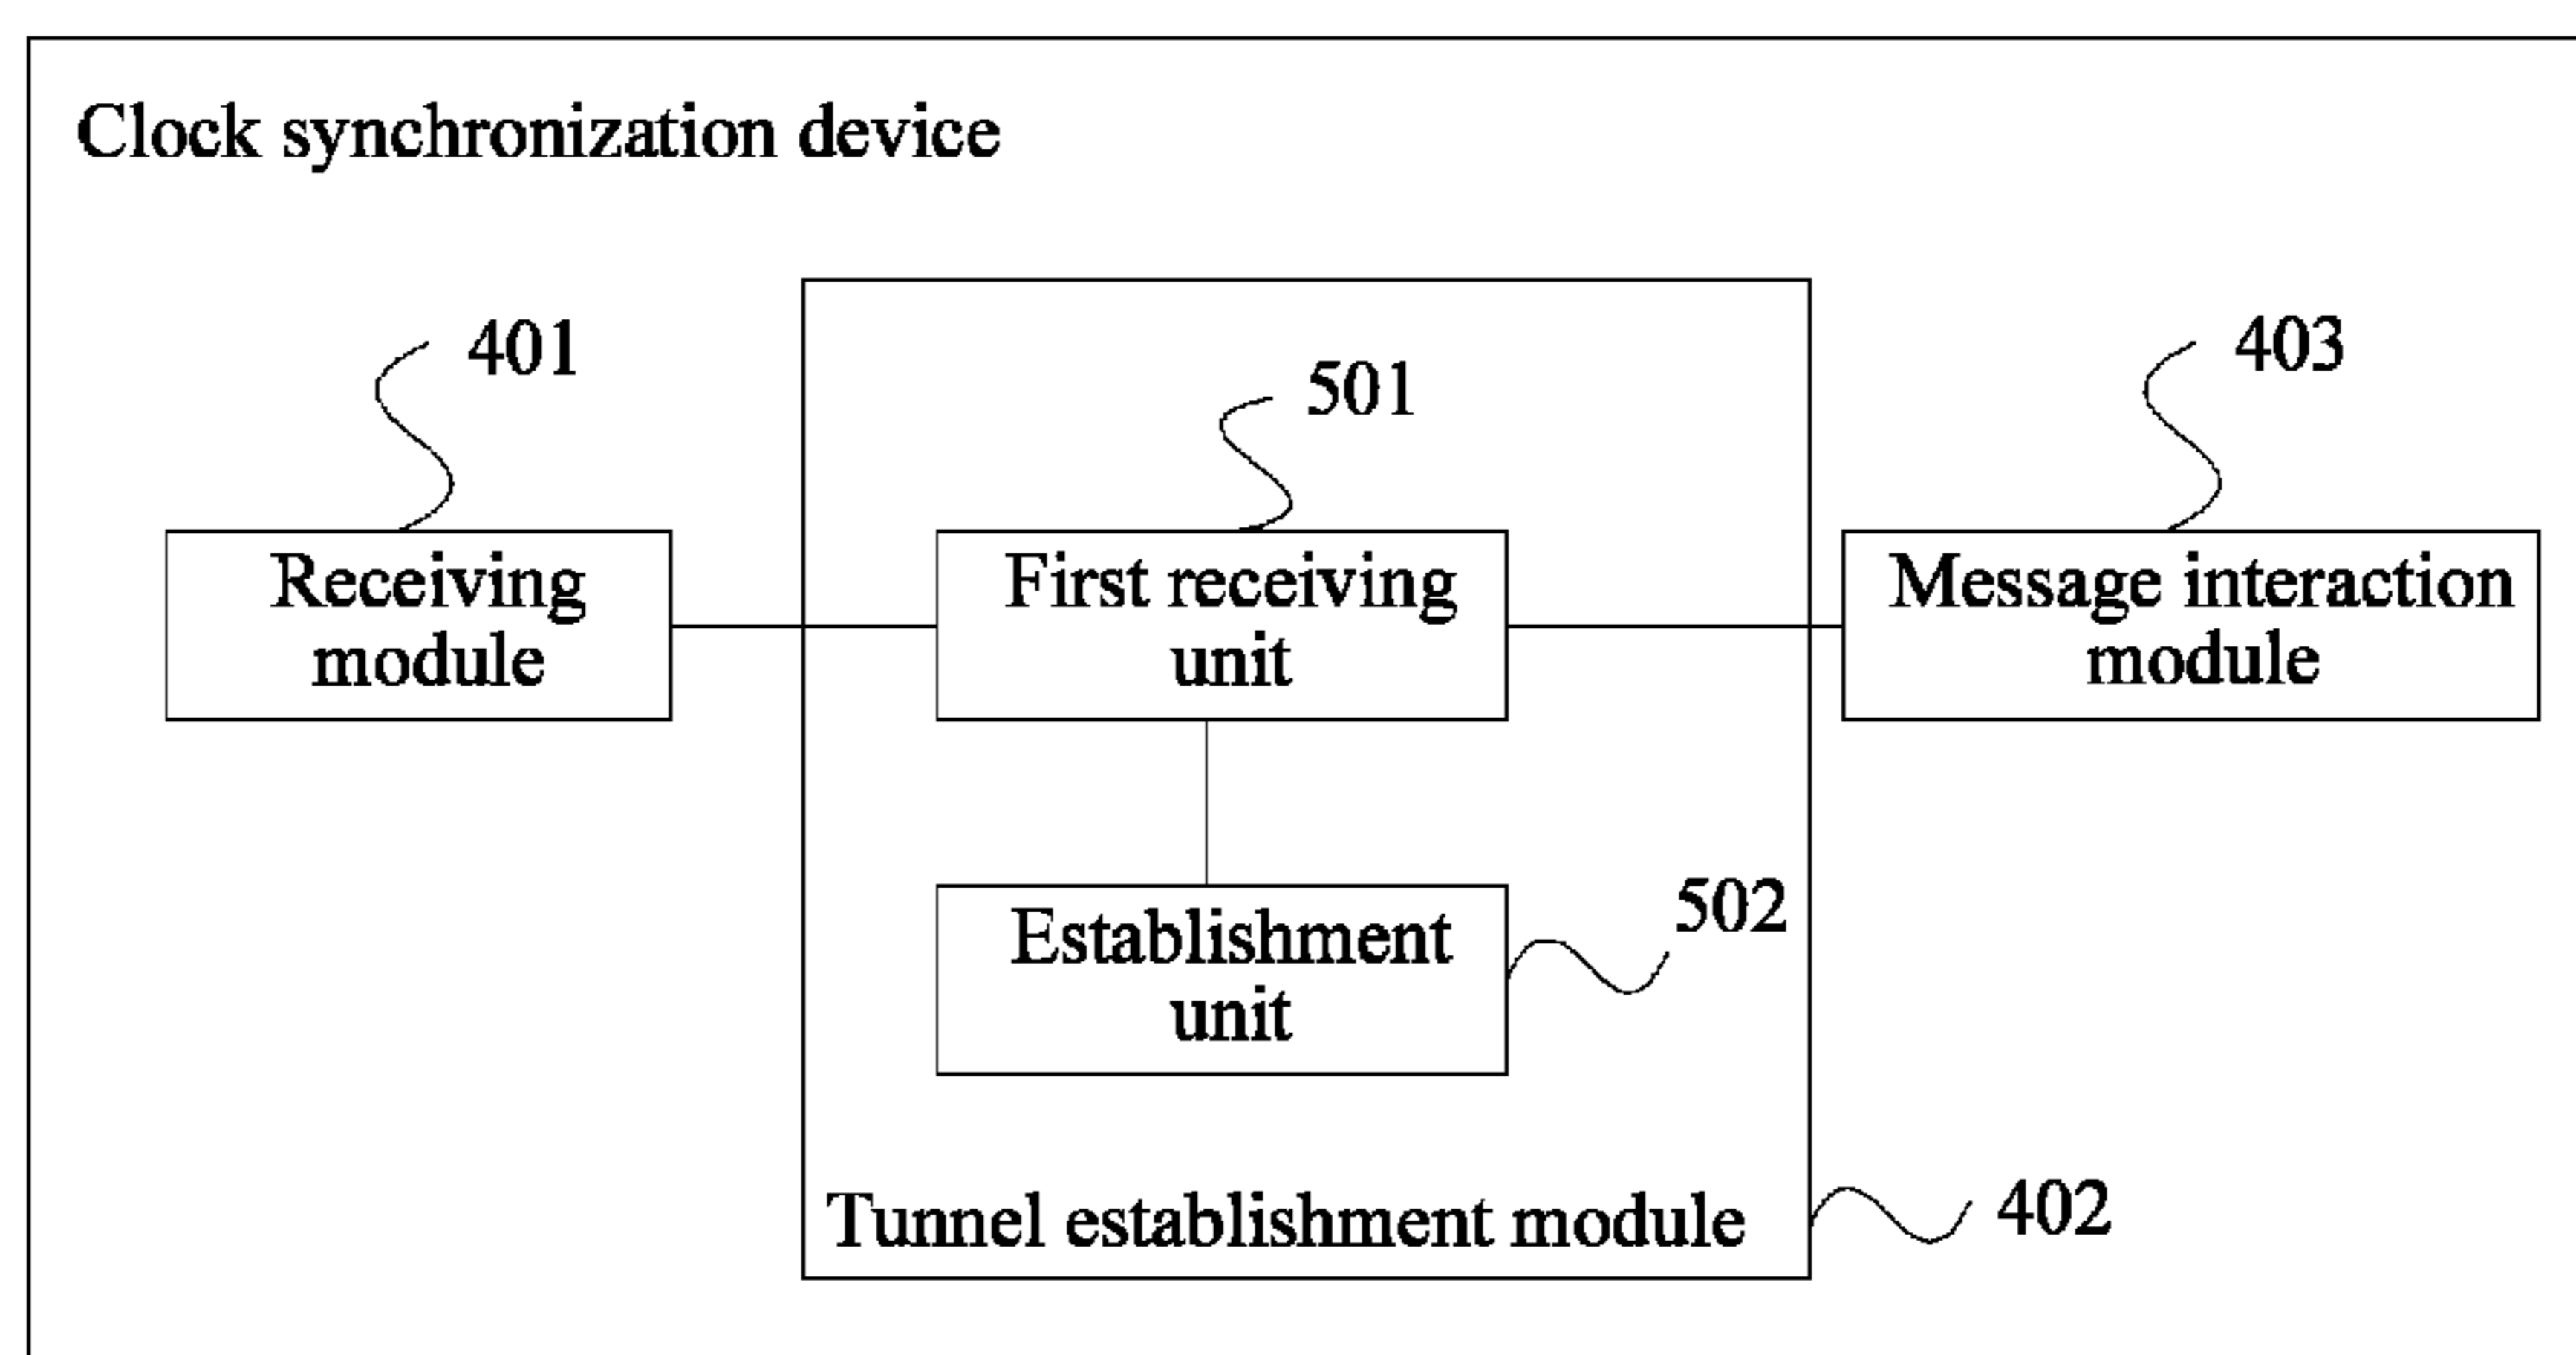 Clock synchronization device
401
501
403
Receiving
module
First receiving
unit
Message interaction
module
502
Establishment
unit
Tunnel establishment module
402